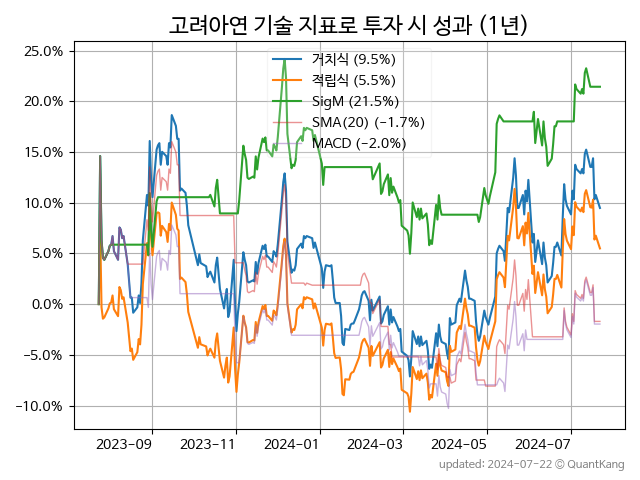 고려아연 기술 지표로 투자 시 성과 (1년)
25.0%
20.0%
15.0%
10.0%
5.0%
0.0%
−5.0%
−10.0%
거치식 (9.5%)
적립식 (5.5%)
SigM (21.5%)
SMA(20) (−1.7%)
MACD (−2.0%)
2023-09 2023-11 2024-01 2024-03 2024-05 2024-07
updated: 2024-07-22 © QuantKang